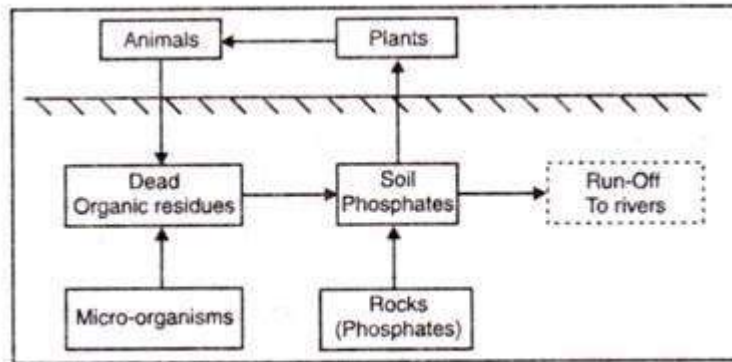 Animals
Plants
Dead
Organic residues
Soil
Phosphates
Run-Off
To rivers
Micro-organisms
Rocks
(Phosphates)